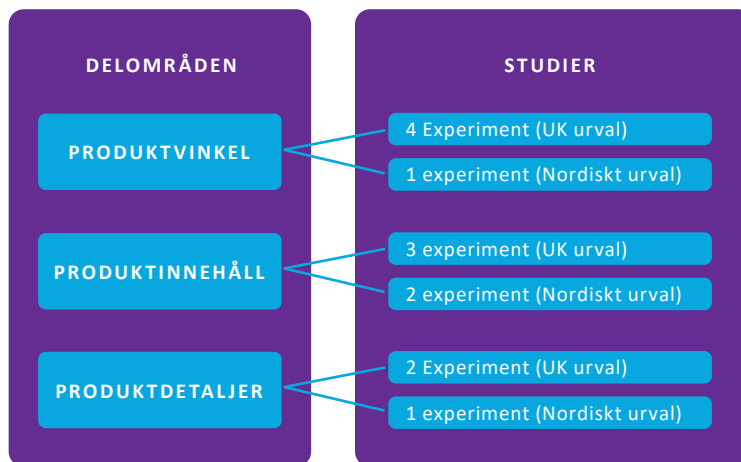 DELOMRÅDEN
STUDIER
PRODUKTVINKEL
4 Experiment (UK urval)
1 experiment (Nordiskt urval)
PRODUKTINNEHÅLL
3 experiment (UK urval)
2 experiment (Nordiskt urval)
PRODUKTDETALJER
2 Experiment (UK urval)
1 experiment (Nordiskt urval)